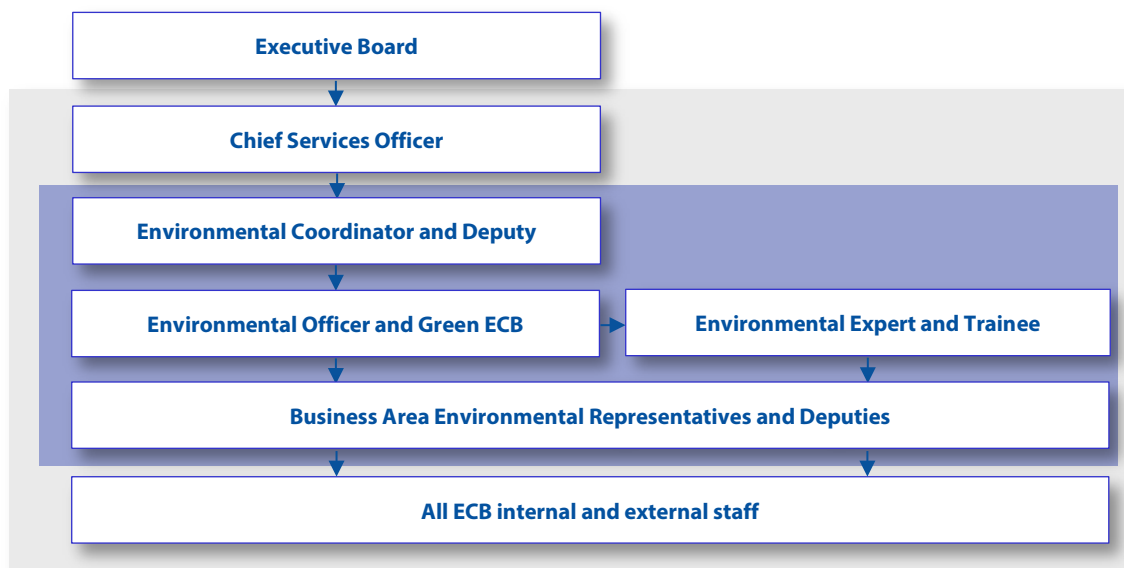 Executive Board
Chief Services Officer
Environmental Coordinator and Deputy
Environmental Officer and Green ECB
Environmental Expert and Trainee
Business Area Environmental Representatives and Deputies
All ECB internal and external staff